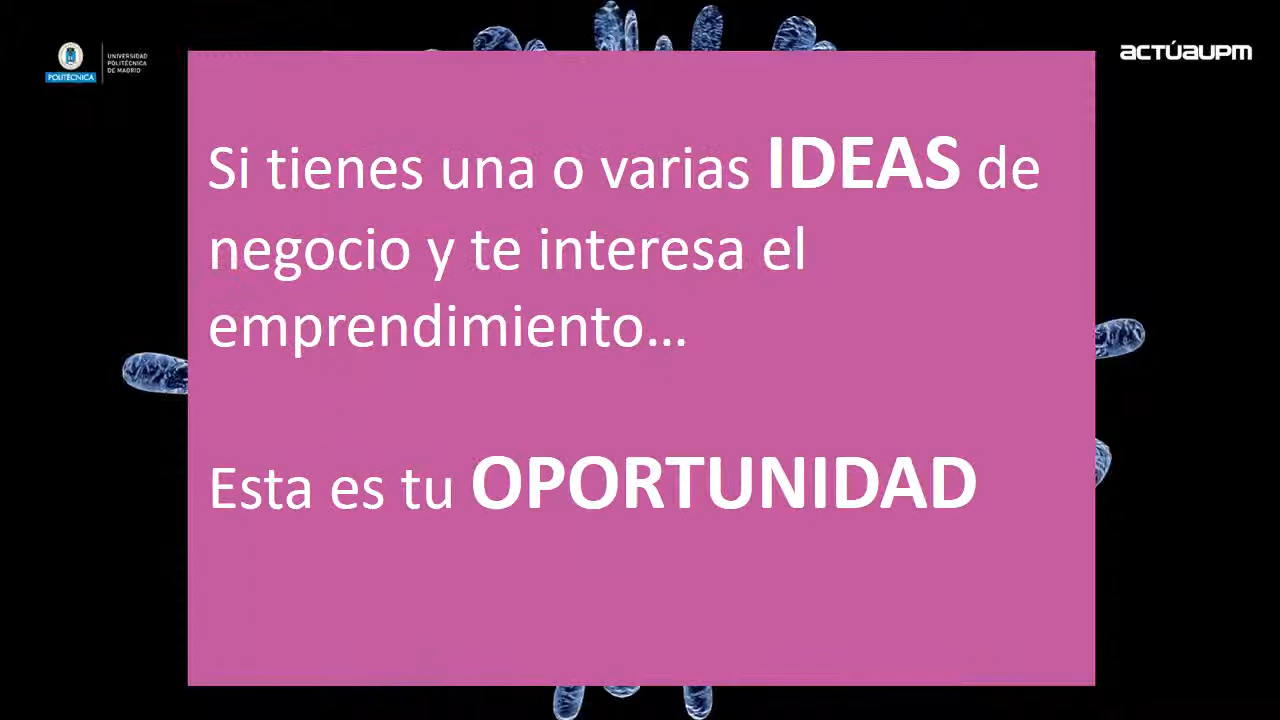 POLITÉCNICA
UNIVERSIDAD
POLITÉCNICA
DE MADRID
ACTÚAUPM
Si tienes una o varias IDEAS de
negocio y te interesa el
emprendimiento…
Esta es tu OPORTUNIDAD